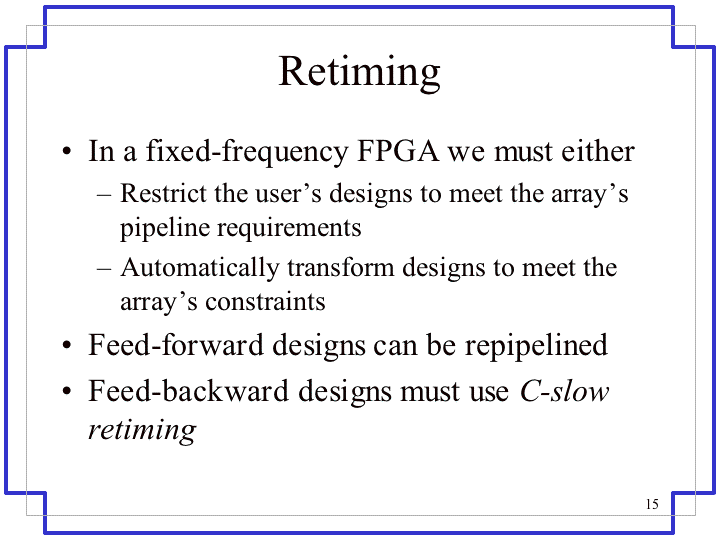 Retiming
• In a fixed-frequency FPGA we must either
– Restrict the user’s designs to meet the array’s
pipeline requirements
– Automatically transform designs to meet the
array’s constraints
• Feed-forward designs can be repipelined
• Feed-backward designs must use C-slow
retiming
15